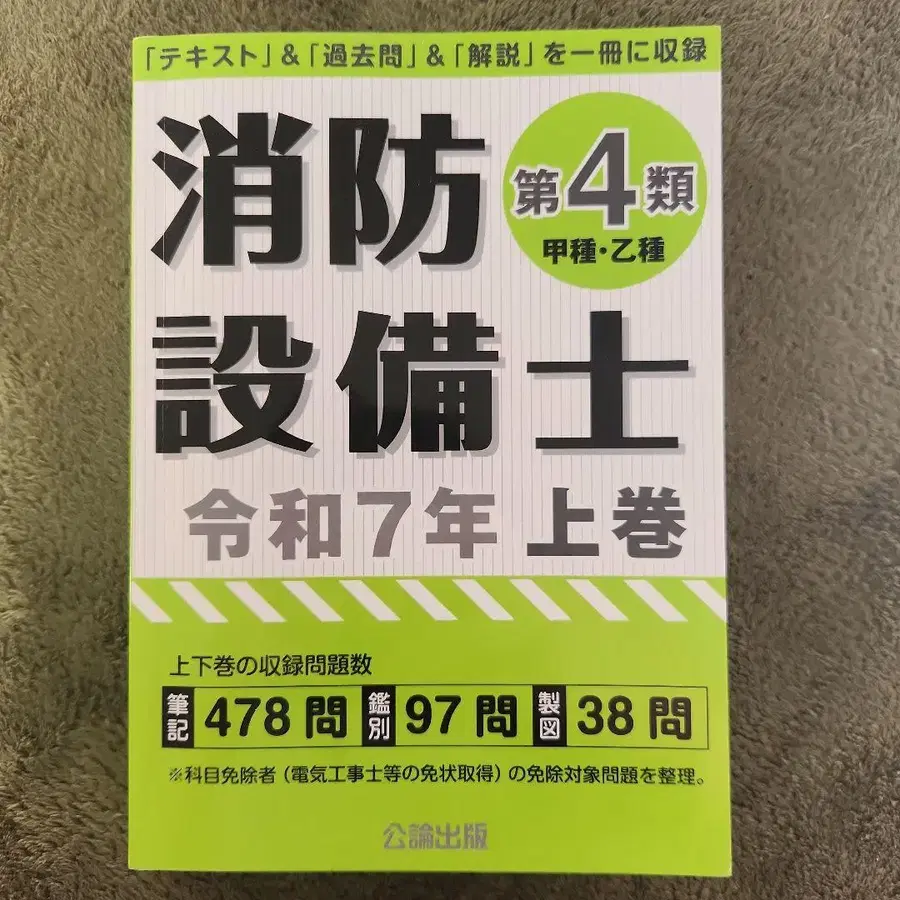 「テキスト」&「過去問」&「解説」を一冊に収録
消防
第4類
甲種・乙種
設備士
令和7年 上巻
上下巻の収録問題数
筆記 478問 鑑別 97問 製図 38問
※科目免除者（電気工事士等の免状取得）の免除対象問題を整理。
公論出版